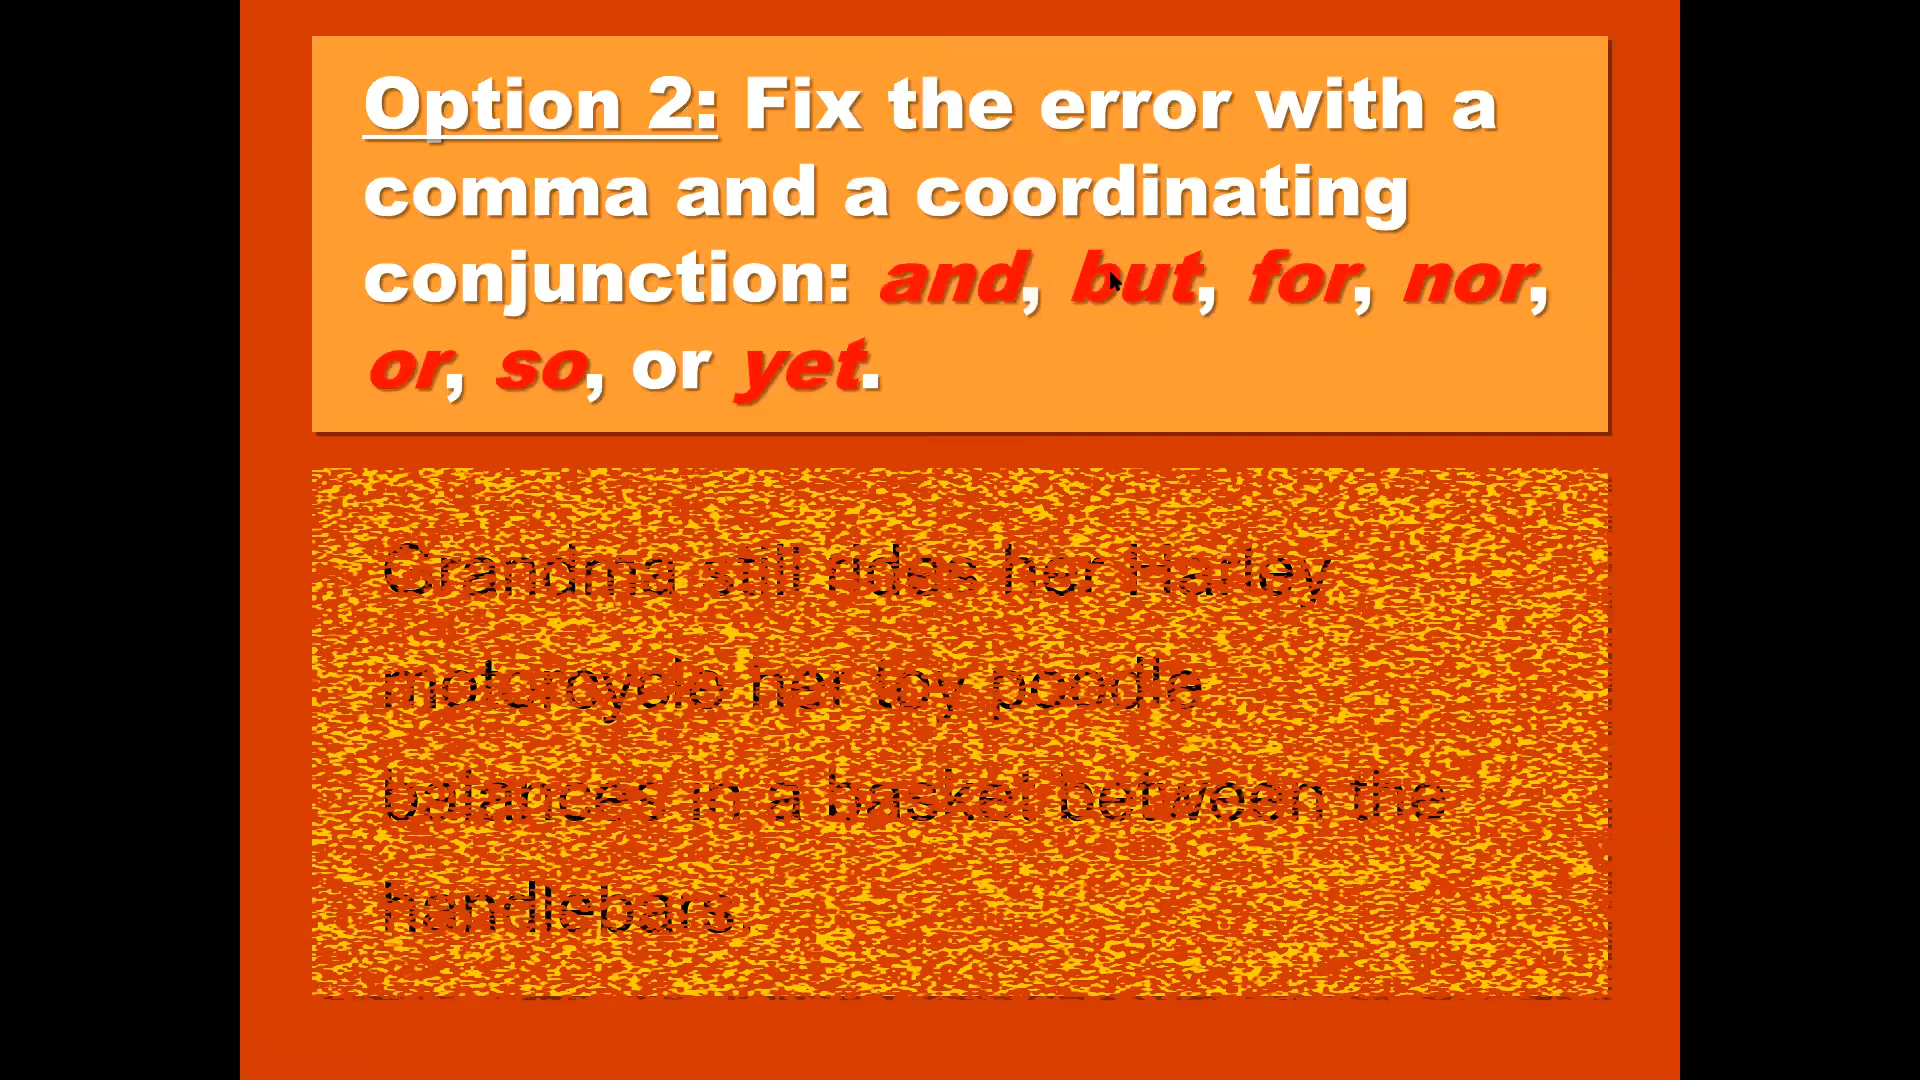 Option 2: Fix the error with a
comma and a coordinating
conjunction: and, but, for, nor,
or, so, or yet.
Grandma still rides her Harley
motorcycle her toy poodle
balances in a basket between the
handlebars.